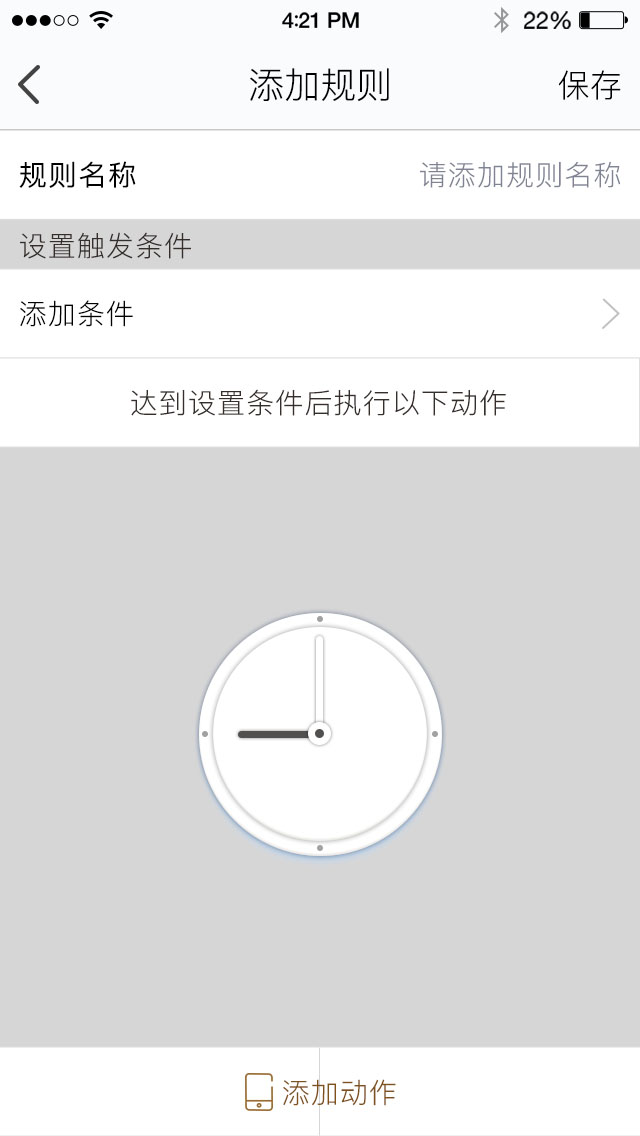 4:21 PM 22%
添加规则 保存
规则名称 请添加规则名称
设置触发条件
添加条件
达到设置条件后执行以下动作
添加动作